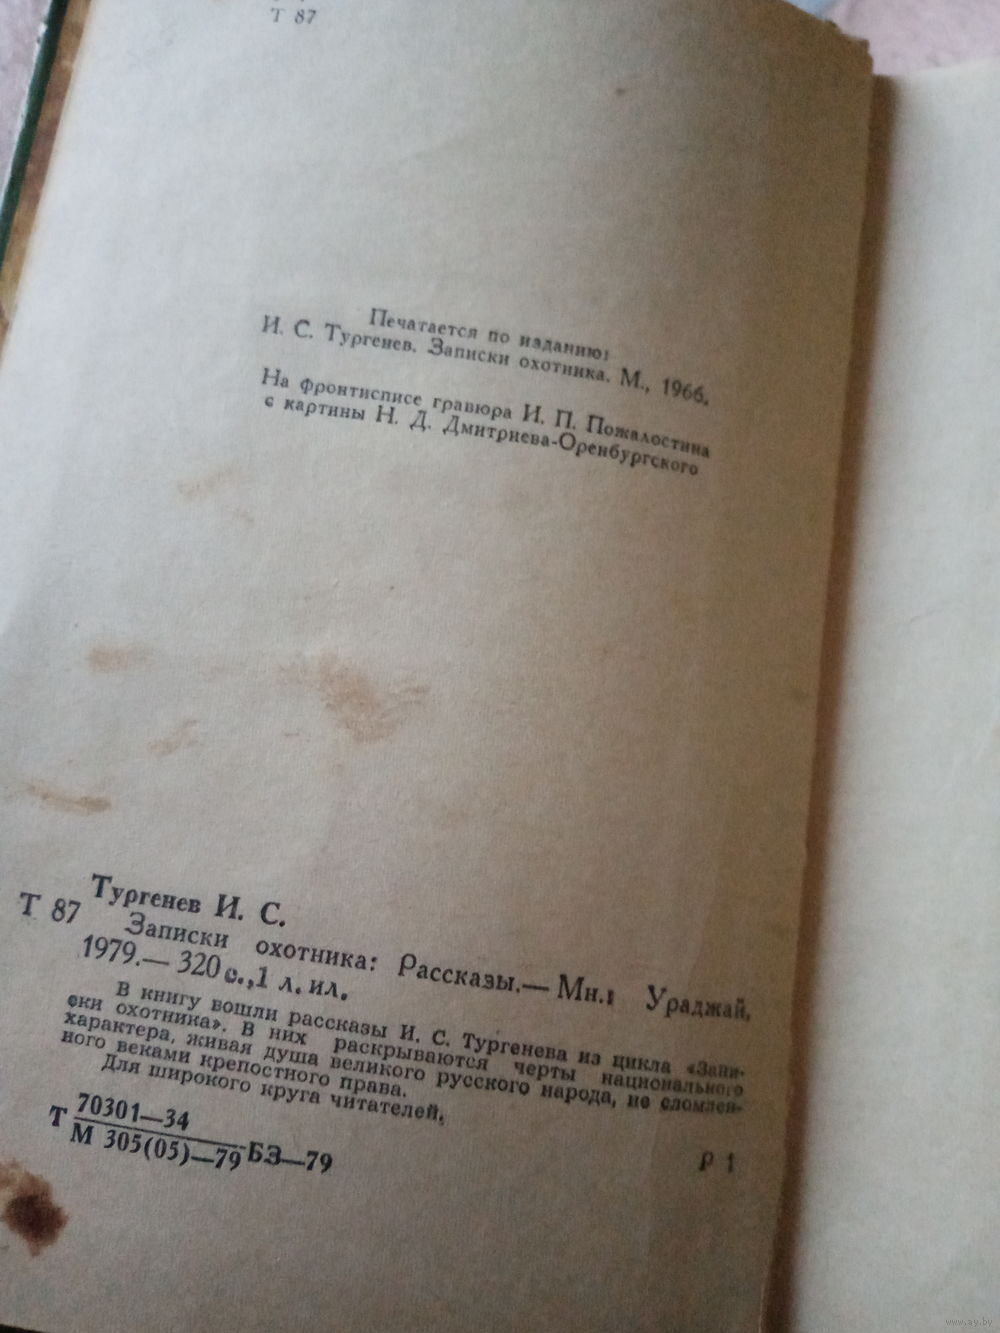 Т 87
Печатается по изданию:
И. С. Тургенев. Записки охотника. М., 1966.
На фронтисписе гравюра И. П. Пожалостина
с картины Н. Д. Дмитриева-Оренбургского
Тургенев И. С.
Т 87 Записки охотника: Рассказы.— Мн.: Ураджай,
1979.— 320 с., 1 л. ил.
В книгу вошли рассказы И. С. Тургенева из цикла «Запи-
ски охотника». В них раскрываются черты национального
характера, живая душа великого русского народа, не сломлен-
ного веками крепостного права.
Для широкого круга читателей.
Т 70301—34
М 305(05)—79 БЗ—79
Р 1
www.ay.by